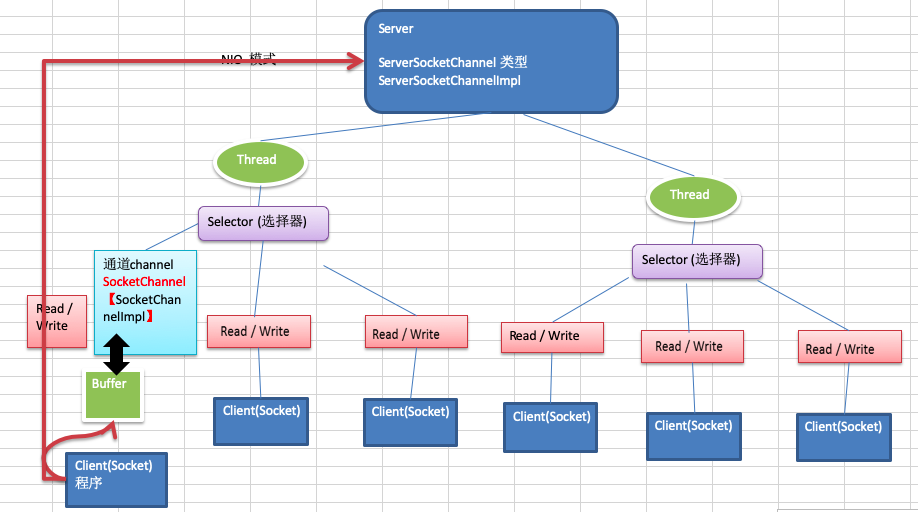 Server
NIO 模式
ServerSocketChannel 类型
ServerSocketChannelImpl
Thread
Thread
Selector (选择器)
Selector (选择器)
通道channel
SocketChannel
【SocketChan
nelImpl】
Read /
Write
Read / Write
Read / Write
Read / Write
Read / Write
Read / Write
Buffer
Client(Socket)
Client(Socket)
Client(Socket)
Client(Socket)
Client(Socket)
Client(Socket)
程序